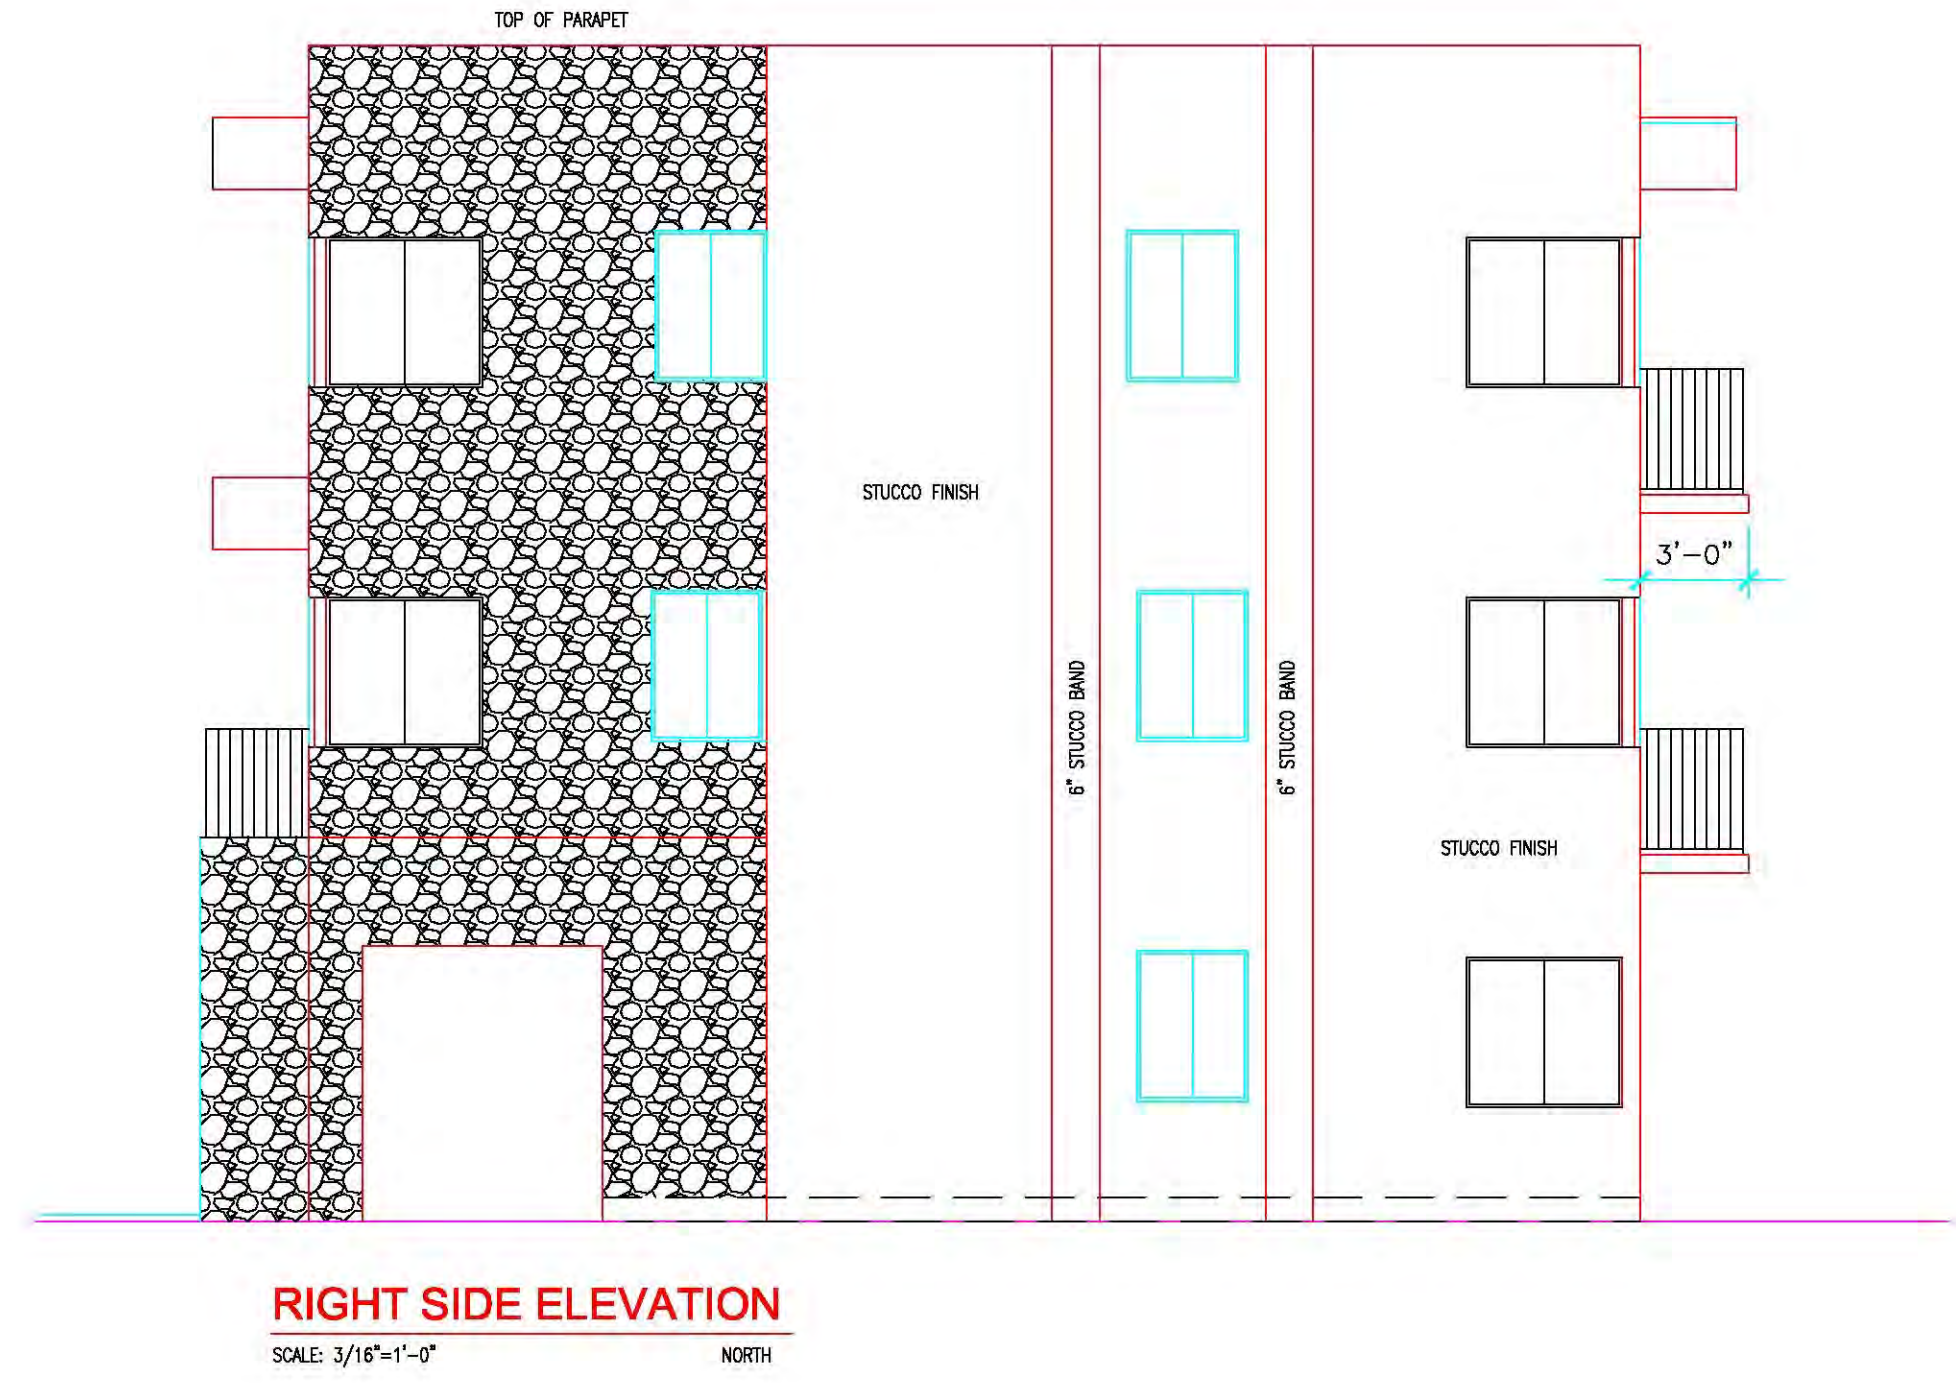 TOP OF PARAPET
STUCCO FINISH
3'-0"
6" STUCCO BAND
6" STUCCO BAND
STUCCO FINISH
RIGHT SIDE ELEVATION
SCALE: 3/16"=1'-0"
NORTH